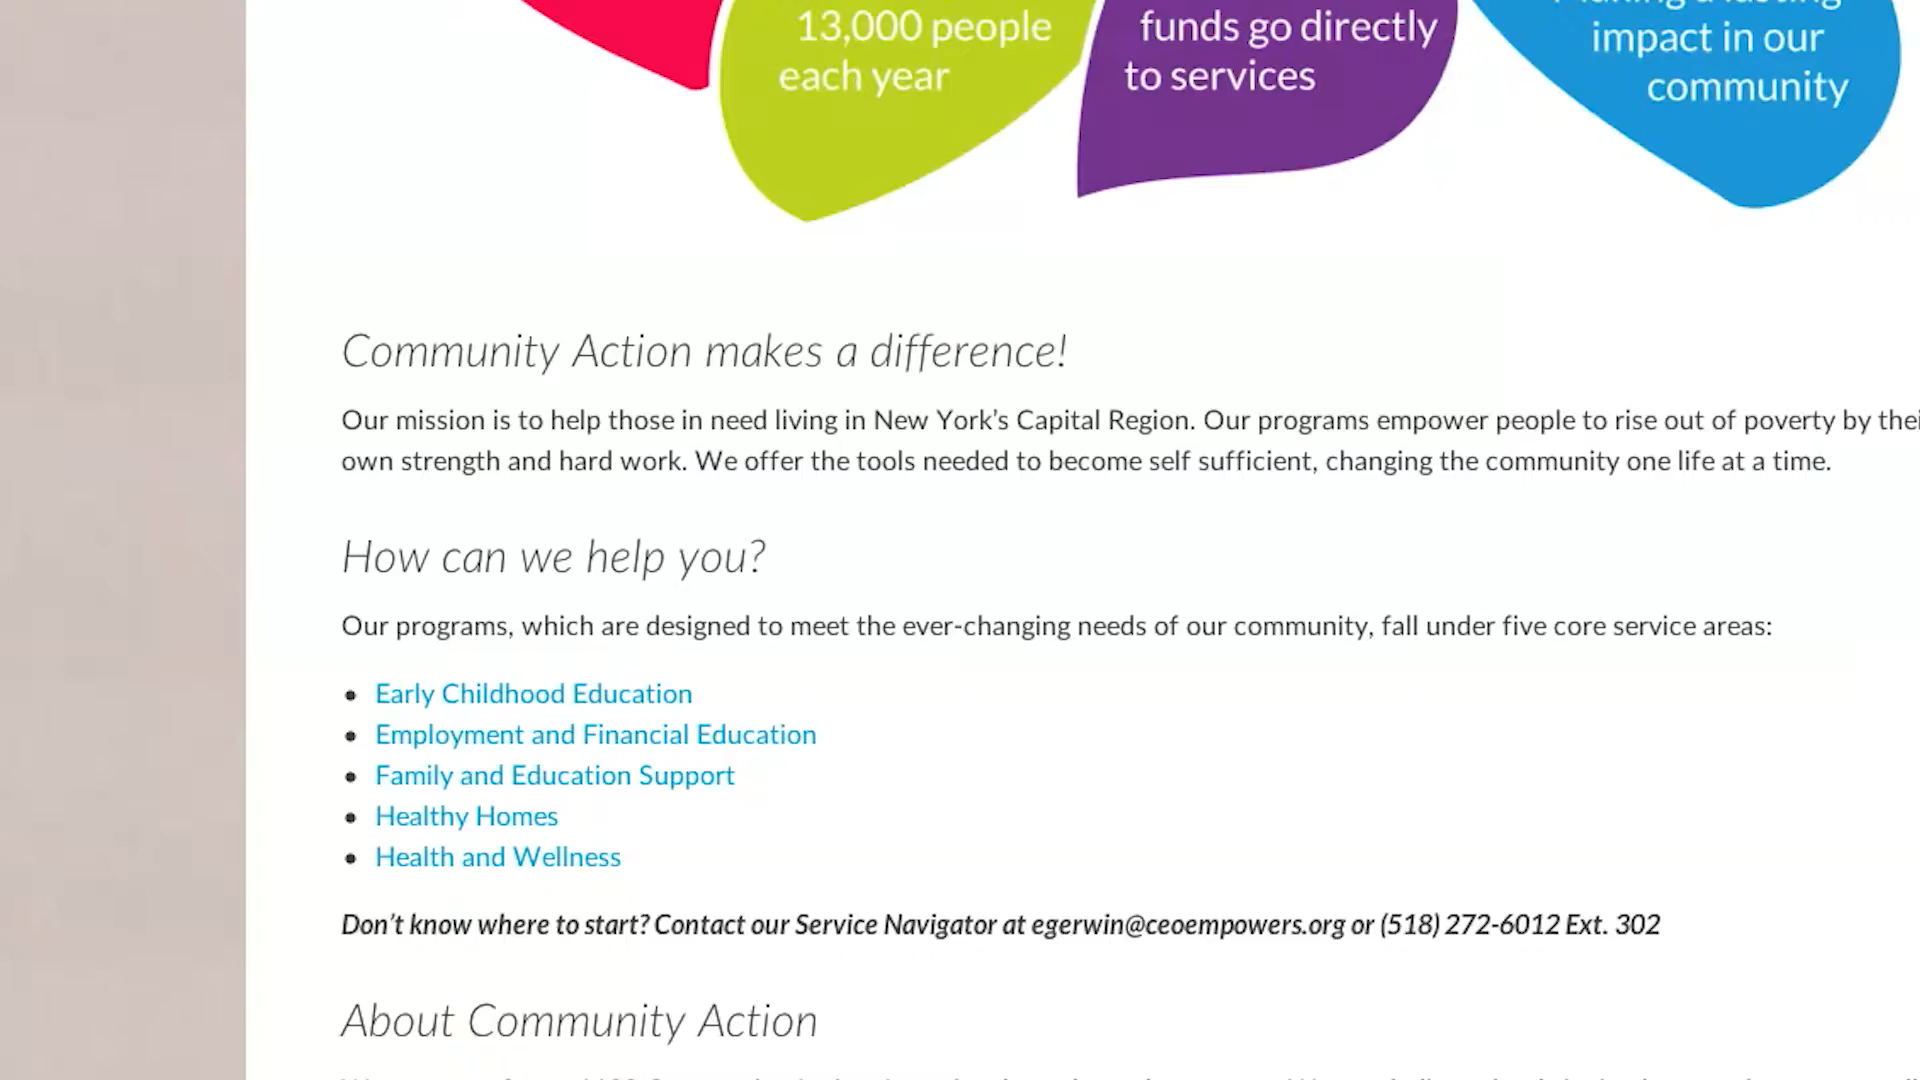 13,000 people
each year
funds go directly
to services
impact in our
community
Community Action makes a difference!
Our mission is to help those in need living in New York’s Capital Region. Our programs empower people to rise out of poverty by
own strength and hard work. We offer the tools needed to become self sufficient, changing the community one life at a time.
How can we help you?
Our programs, which are designed to meet the ever-changing needs of our community, fall under five core service areas:
Early Childhood Education
Employment and Financial Education
Family and Education Support
Healthy Homes
Health and Wellness
Don’t know where to start? Contact our Service Navigator at egerwin@ceoempowers.org or (518) 272-6012 Ext. 302
About Community Action